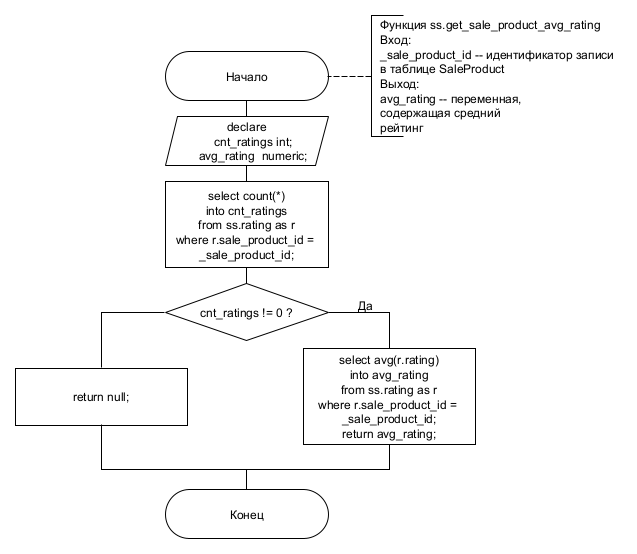 Функция ss.get_sale_product_avg_rating
Вход:
_sale_product_id -- идентификатор записи
в таблице SaleProduct
Выход:
avg_rating -- переменная,
содержащая средний
рейтинг
Начало
declare
cnt_ratings int;
avg_rating numeric;
select count(*)
into cnt_ratings
from ss.rating as r
where r.sale_product_id =
_sale_product_id;
cnt_ratings != 0 ?
Да
return null;
select avg(r.rating)
into avg_rating
from ss.rating as r
where r.sale_product_id =
_sale_product_id;
return avg_rating;
Конец